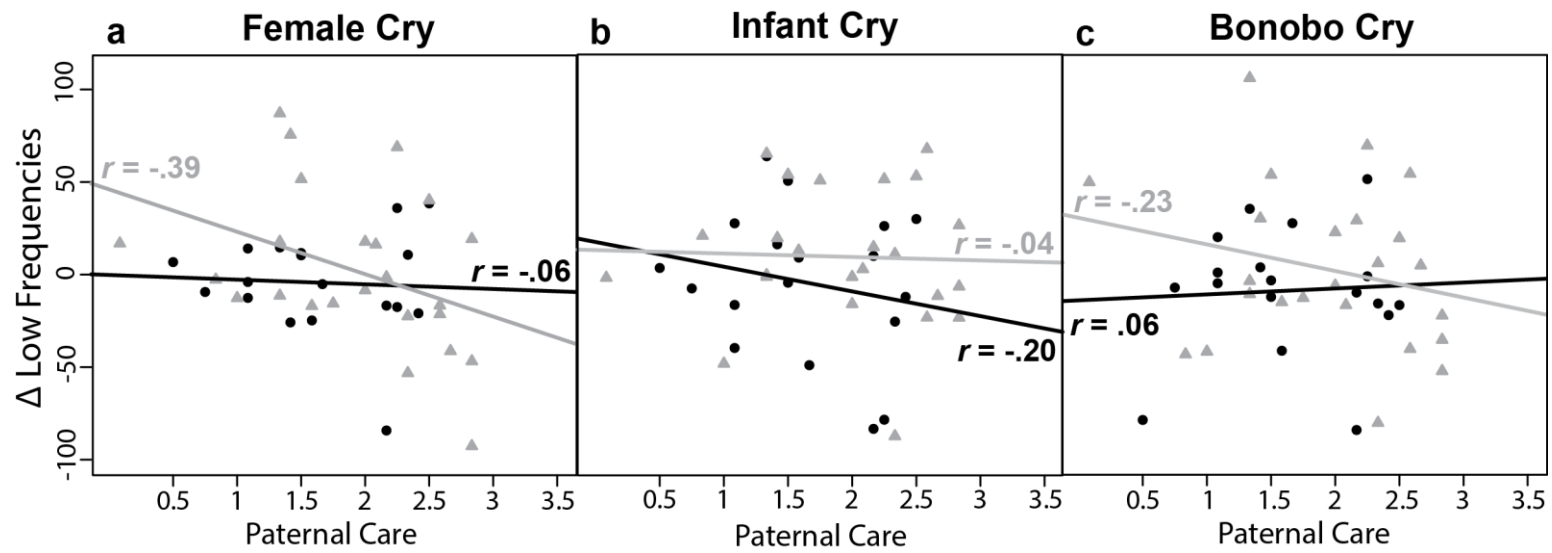 a Female Cry
b Infant Cry
c Bonobo Cry
Δ Low Frequencies
100
50
0
-50
-100
r = -.39
r = -.06
r = -.04
r = -.20
r = -.23
r = .06
0.5 1 1.5 2 2.5 3 3.5
0.5 1 1.5 2 2.5 3 3.5
0.5 1 1.5 2 2.5 3 3.5
Paternal Care
Paternal Care
Paternal Care